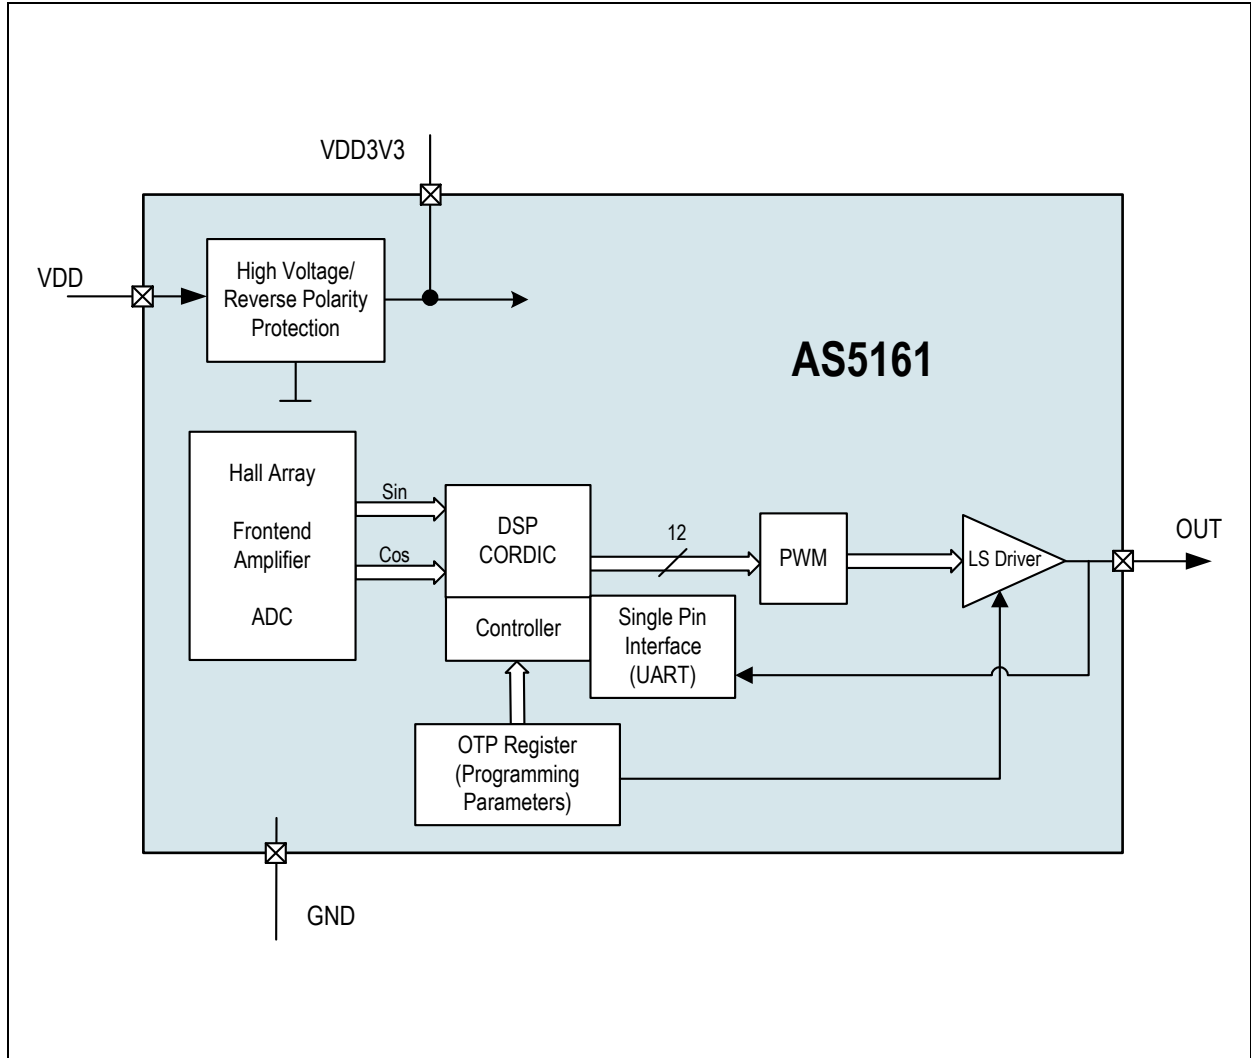 VDD3V3
VDD
High Voltage/
Reverse Polarity
Protection
AS5161
Hall Array
Frontend
Amplifier
ADC
Sin
Cos
DSP
CORDIC
Controller
12
PWM
LS Driver
OUT
Single Pin
Interface
(UART)
OTP Register
(Programming
Parameters)
GND